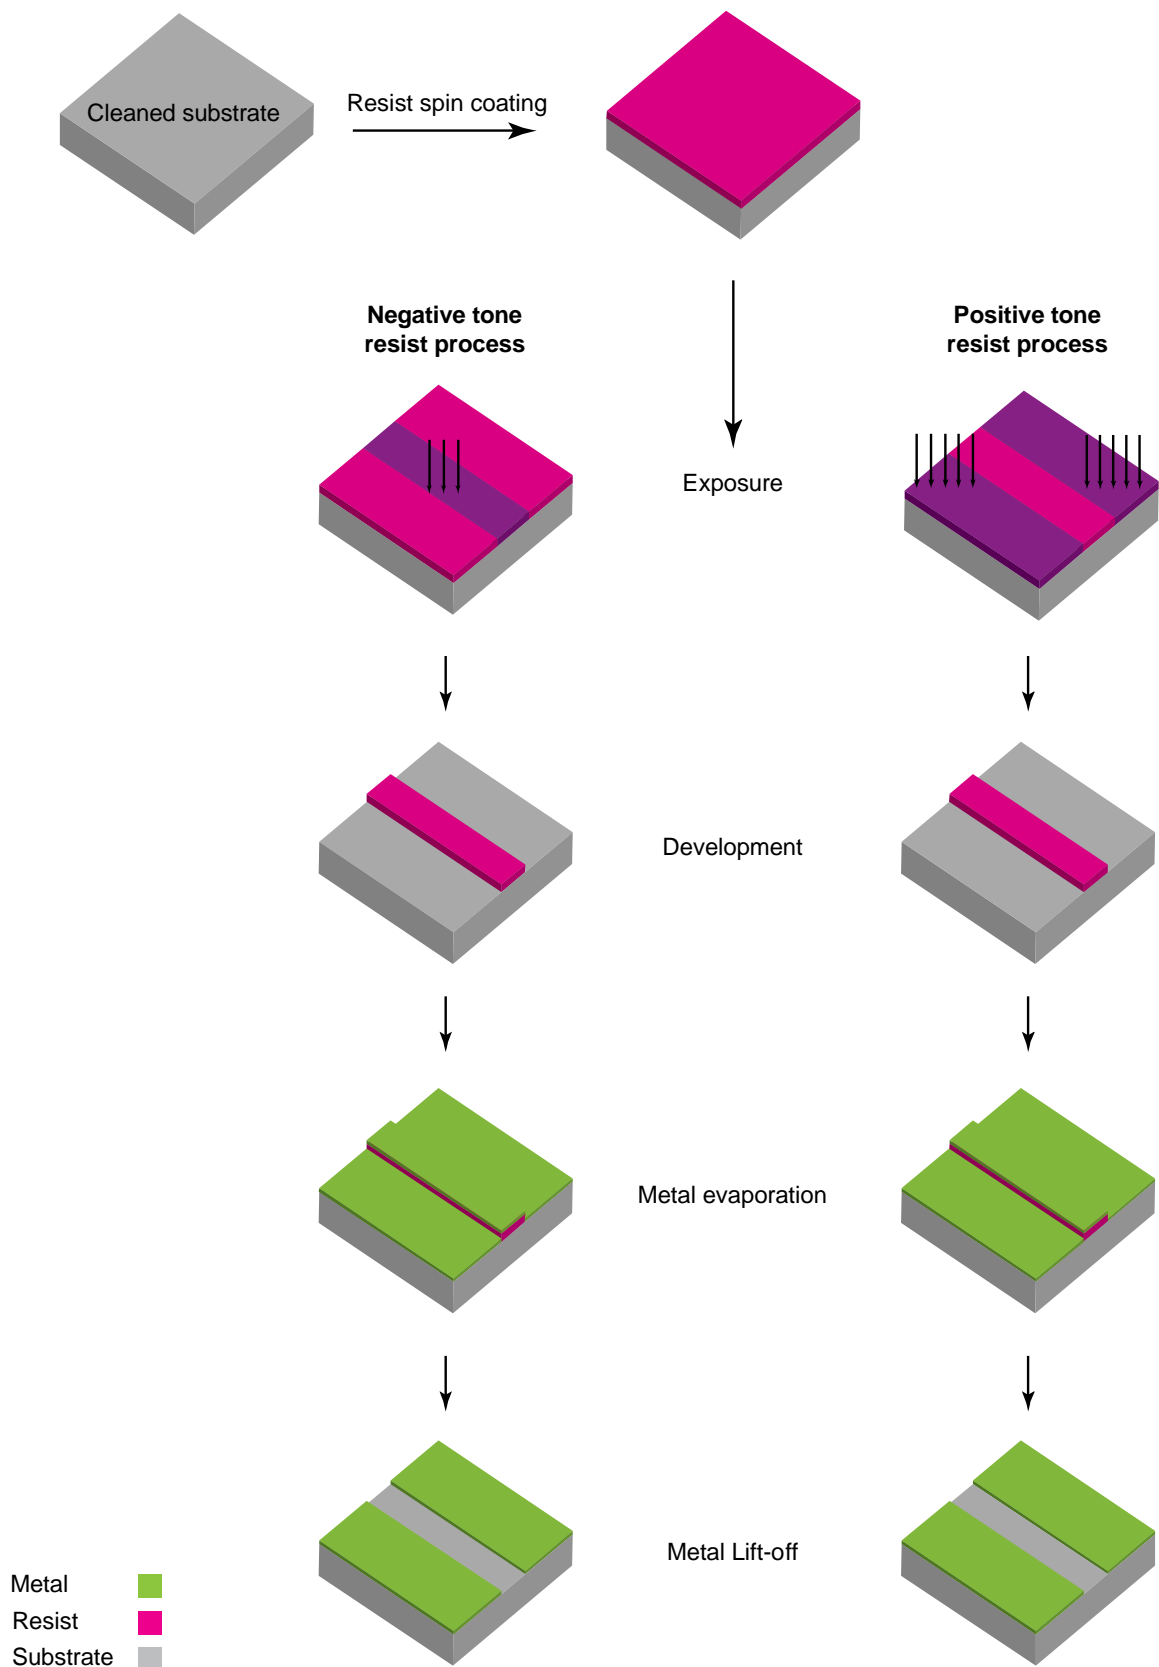 Cleaned substrate
Resist spin coating
Negative tone
resist process
Positive tone
resist process
Exposure
Development
Metal evaporation
Metal Lift-off
Metal
Resist
Substrate